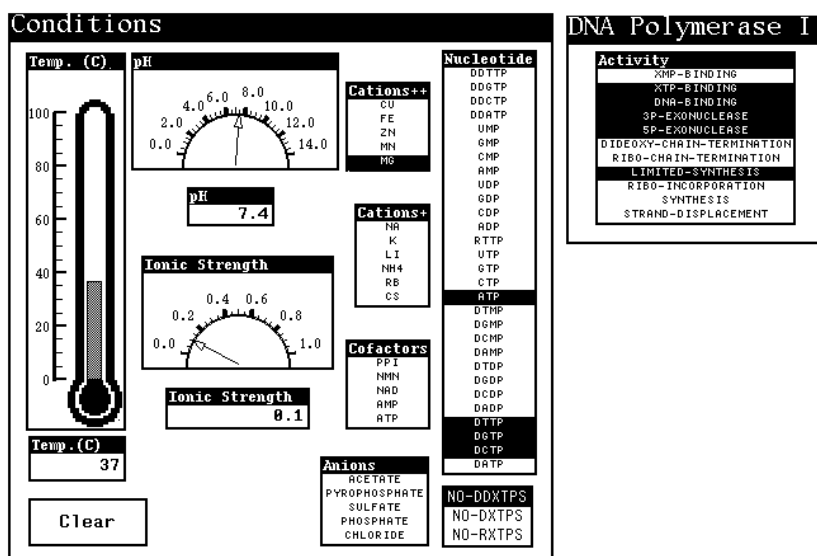 Conditions
Temp. (C)
100
80
60
40
20
0
Temp.(C)
37
Clear
pH
0.0 2.0 4.0 6.0 8.0 10.0 12.0 14.0
pH
7.4
Ionic Strength
0.0 0.2 0.4 0.6 0.8 1.0
Ionic Strength
0.1
Cations++
CU
FE
ZN
MN
MG
Cations+
NA
K
LI
NH4
RB
CS
Cofactors
PPI
NMN
NAD
AMP
ATP
Anions
ACETATE
PYROPHOSPHATE
SULFATE
PHOSPHATE
CHLORIDE
Nucleotide
DDTTP
DDGTP
DDCTP
DDATP
UMP
GMP
CMP
AMP
UDP
GDP
CDP
ADP
RTTP
UTP
GTP
CTP
ATP
DTMP
DGMP
DCMP
DAMP
DTDP
DGDP
DCDP
DADP
DTTP
DGTP
DCTP
DATP
NO-DDXTPS
NO-DXTPS
NO-RXTPS
DNA Polymerase I
Activity
XMP-BINDING
XTP-BINDING
DNA-BINDING
3P-EXONUCLEASE
5P-EXONUCLEASE
DIDEOXY-CHAIN-TERMINATION
RIBO-CHAIN-TERMINATION
LIMITED-SYNTHESIS
RIBO-INCORPORATION
SYNTHESIS
STRAND-DISPLACEMENT